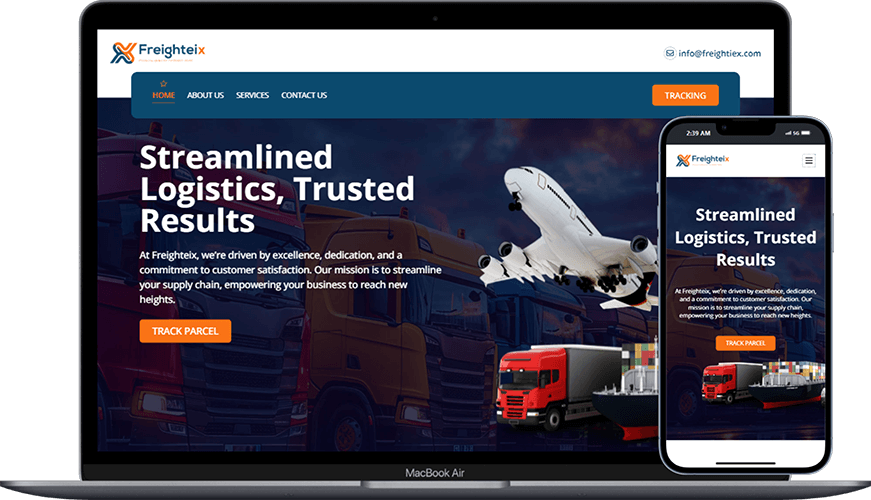 Freighteix
info@freightiex.com
HOME ABOUT US SERVICES CONTACT US
TRACKING
Streamlined
Logistics, Trusted
Results
At Freighteix, we're driven by excellence, dedication, and a
commitment to customer satisfaction. Our mission is to streamline
your supply chain, empowering your business to reach new
heights.
TRACK PARCEL
MacBook Air
2:39 AM
5G
Freighteix
Streamlined
Logistics, Trusted
Results
At Freighteix, we're driven by excellence, dedication,
and a commitment to customer satisfaction. Our
mission is to streamline your supply chain,
empowering your business to reach new heights.
TRACK PARCEL